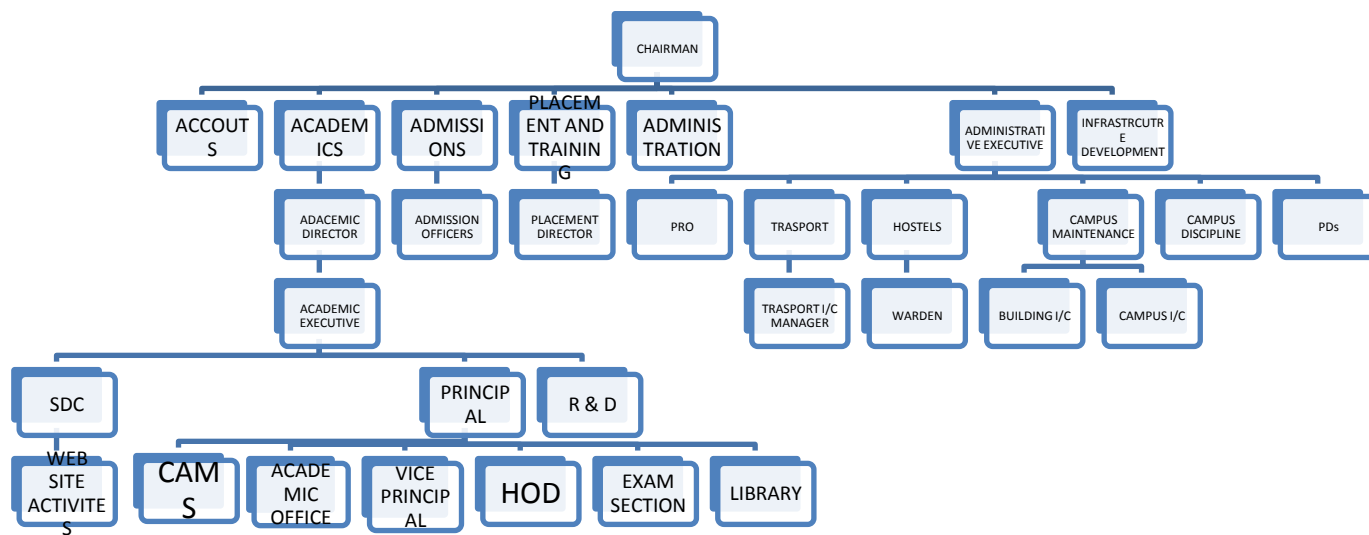 CHAIRMAN
ACCOUT
S
ACADEM
ICS
ADMISSI
ONS
PLACEM
ENT AND
TRAININ
G
ADMINIS
TRATION
ADMINISTRATI
VE EXECUTIVE
INFRASTRCUTR
E
DEVELOPMENT
ADACEMIC
DIRECTOR
ADMISSION
OFFICERS
PLACEMENT
DIRECTOR
PRO
TRASPORT
HOSTELS
CAMPUS
MAINTENANCE
CAMPUS
DISCIPLINE
PDs
ACADEMIC
EXECUTIVE
TRASPORT I/C
MANAGER
WARDEN
BUILDING I/C
CAMPUS I/C
SDC
PRINCIP
AL
R & D
WEB
SITE
ACTIVITE
S
CAM
S
ACADE
MIC
OFFICE
VICE
PRINCIP
AL
HOD
EXAM
SECTION
LIBRARY